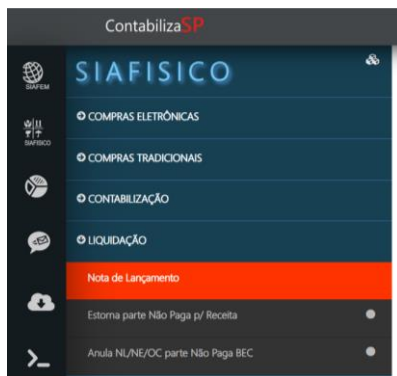 ContabilizaSP
SIAFEM
SIAFISICO
SIAFISICO
COMPRAS ELETRÔNICAS
COMPRAS TRADICIONAIS
CONTABILIZAÇÃO
LIQUIDAÇÃO
Nota de Lançamento
Estorna parte Não Paga p/ Receita
Anula NL/NE/OC parte Não Paga BEC